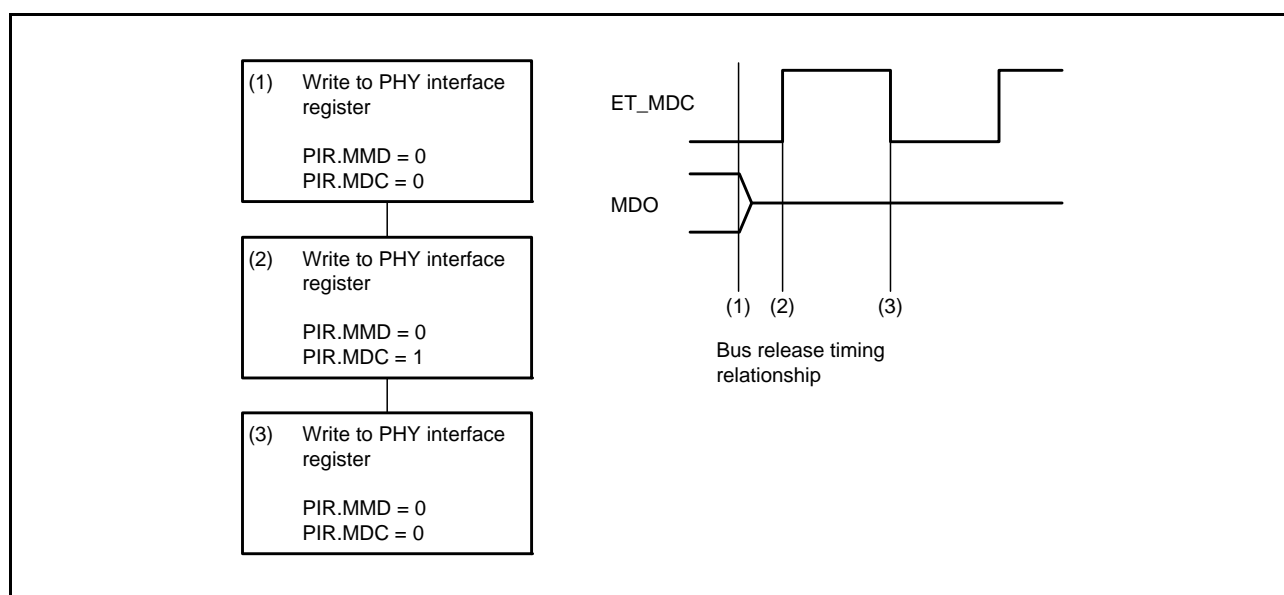 (1) Write to PHY interface
register
PIR.MMD = 0
PIR.MDC = 0
(2) Write to PHY interface
register
PIR.MMD = 0
PIR.MDC = 1
(3) Write to PHY interface
register
PIR.MMD = 0
PIR.MDC = 0
ET_MDC
MDO
(1) (2) (3)
Bus release timing
relationship